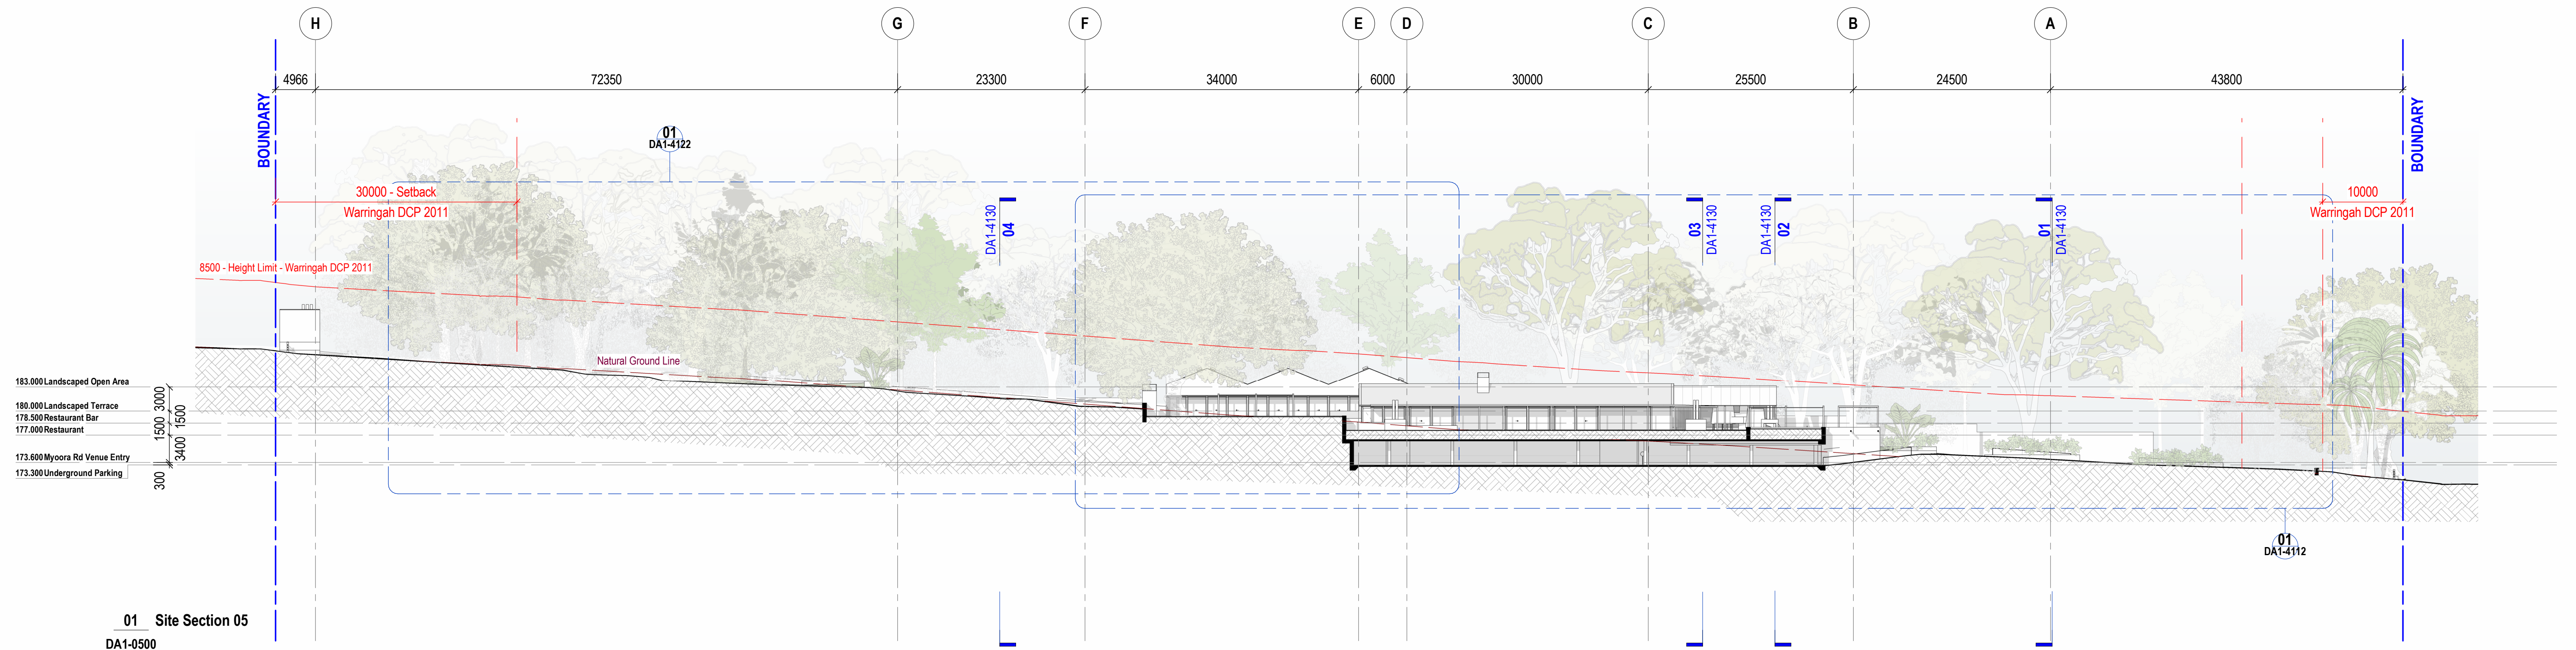 H
G
F
E
D
C
B
A
4966
72350
23300
34000
6000
30000
25500
24500
43800
BOUNDARY
BOUNDARY
01
DA1-4122
30000 - Setback
Warringah DCP 2011
10000
Warringah DCP 2011
DA1-4130
04
03
DA1-4130
DA1-4130
02
01
DA1-4130
8500 - Height Limit - Warringah DCP 2011
Natural Ground Line
183.000 Landscaped Open Area
180.000 Landscaped Terrace
178.500 Restaurant Bar
177.000 Restaurant
173.600 Myoora Rd Venue Entry
173.300 Underground Parking
3000
1500
1500
3400
300
01
DA1-4112
01 Site Section 05
DA1-0500